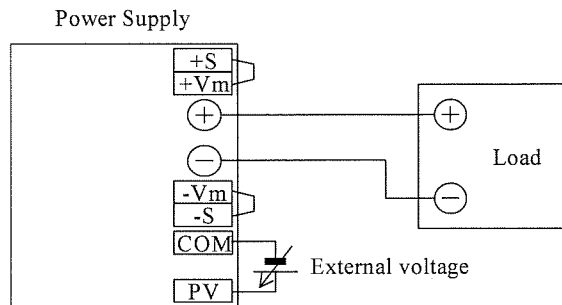 Power Supply
+S
+Vm
+
+
Load
−
-Vm
−
-S
COM
External voltage
PV